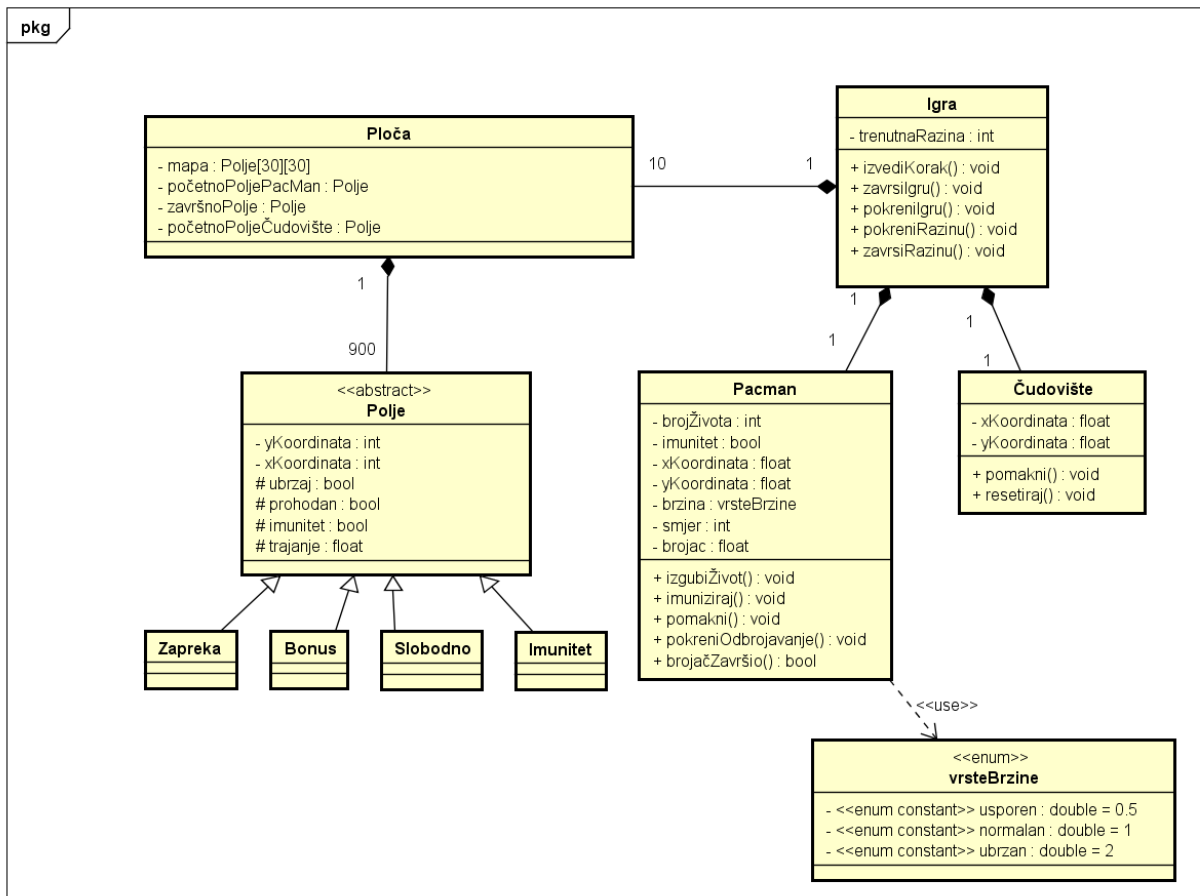 pkg
Ploča
- mapa : Polje[30][30]
- početnoPoljePacMan : Polje
- završnoPolje : Polje
- početnoPoljeČudovište : Polje
10
1
Igra
- trenutnaRazina : int
+ izvediKorak() : void
+ zavrsiIgru() : void
+ pokreniIgru() : void
+ pokreniRazinu() : void
+ zavrsiRazinu() : void
1
900
1
1
1
1
<<abstract>>
Polje
- yKoordinata : int
- xKoordinata : int
# ubrzaj : bool
# prohodan : bool
# imunitet : bool
# trajanje : float
Pacman
- brojŽivota : int
- imunitet : bool
- xKoordinata : float
- yKoordinata : float
- brzina : vrsteBrzine
- smjer : int
- brojac : float
+ izgubiŽivot() : void
+ imuniziraj() : void
+ pomakni() : void
+ pokreniOdbrojavanje() : void
+ brojačZavršio() : bool
Čudovište
- xKoordinata : float
- yKoordinata : float
+ pomakni() : void
+ resetiraj() : void
Zapreka
Bonus
Slobodno
Imunitet
<<use>>
<<enum>>
vrsteBrzine
- <<enum constant>> usporen : double = 0.5
- <<enum constant>> normalan : double = 1
- <<enum constant>> ubrzan : double = 2